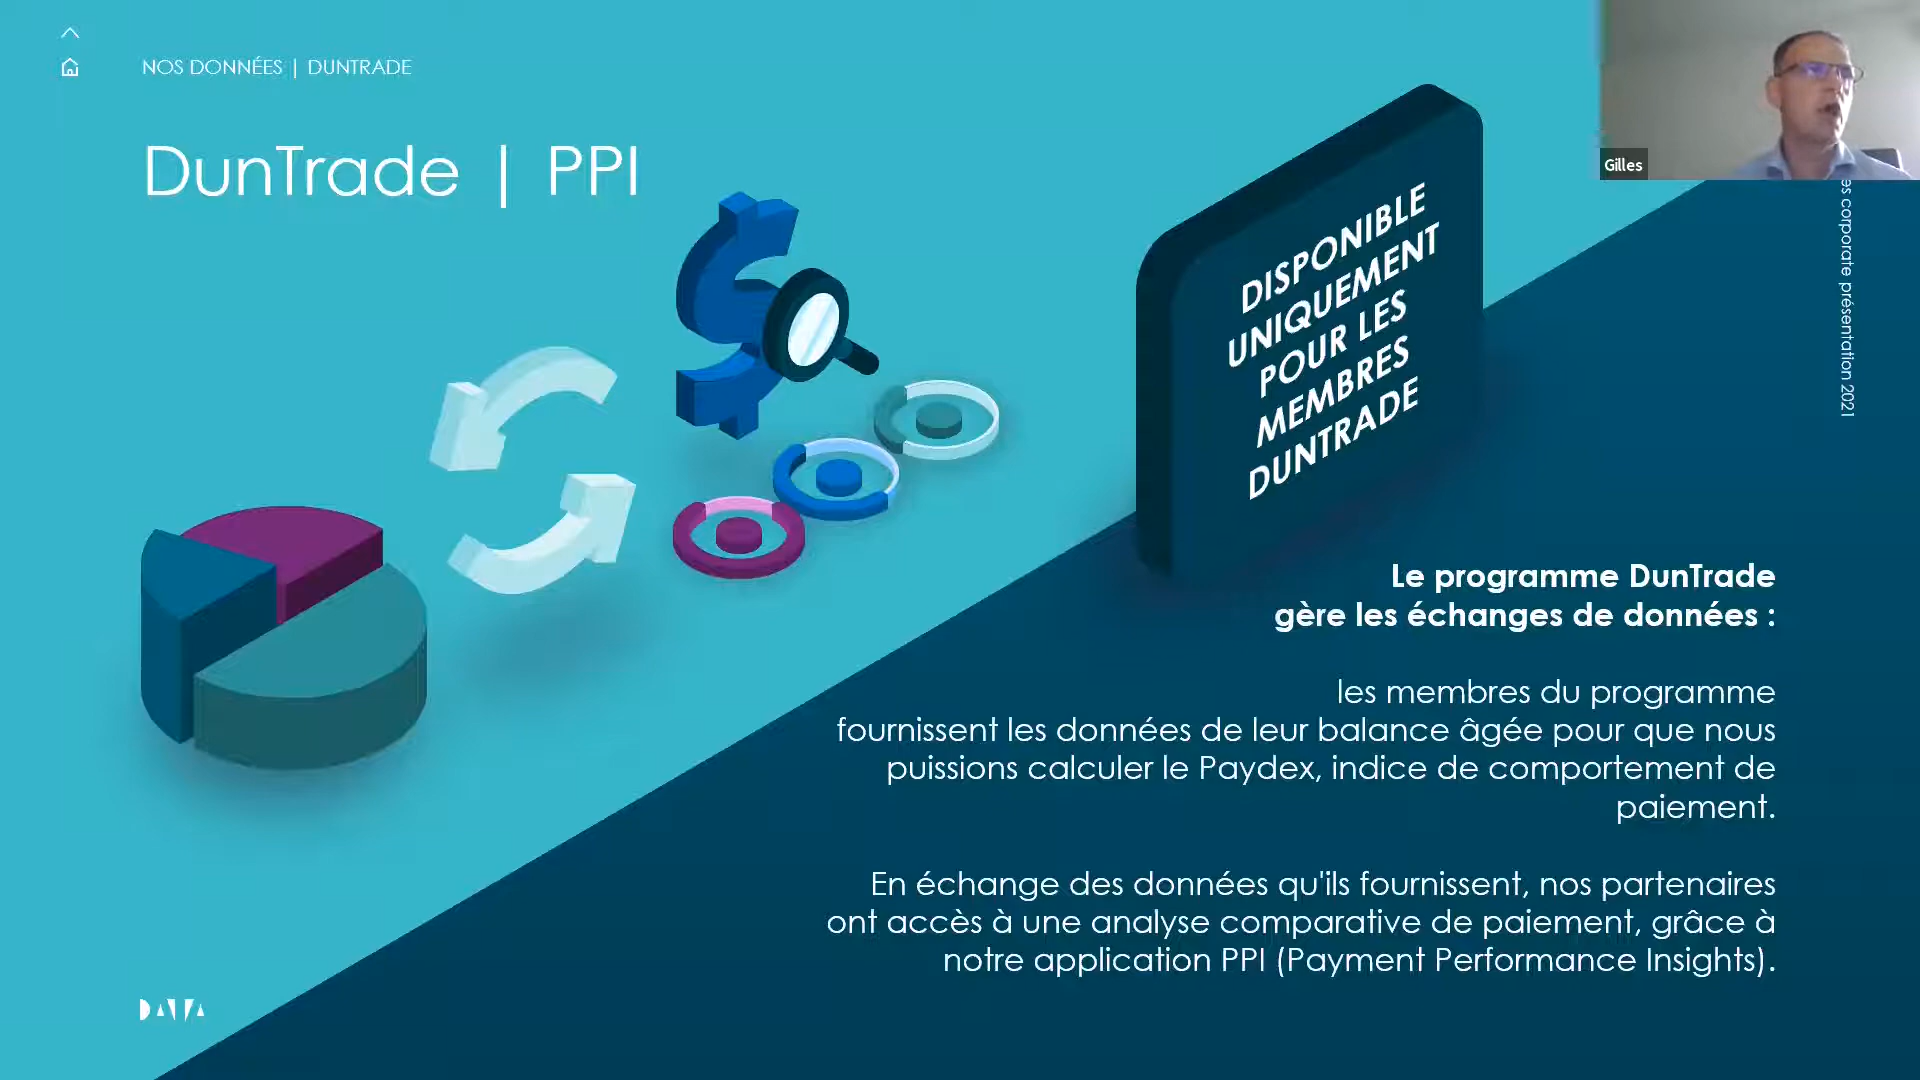 NOS DONNÉES | DUNTRADE
DunTrade | PPI
Gilles
DISPONIBLE
UNIQUEMENT
POUR LES
MEMBRES
DUNTRADE
corporate présentation 2021
Le programme DunTrade
gère les échanges de données :
les membres du programme
fournissent les données de leur balance âgée pour que nous
puissions calculer le Paydex, indice de comportement de
paiement.
En échange des données qu'ils fournissent, nos partenaires
ont accès à une analyse comparative de paiement, grâce à
notre application PPI (Payment Performance Insights).
DATA